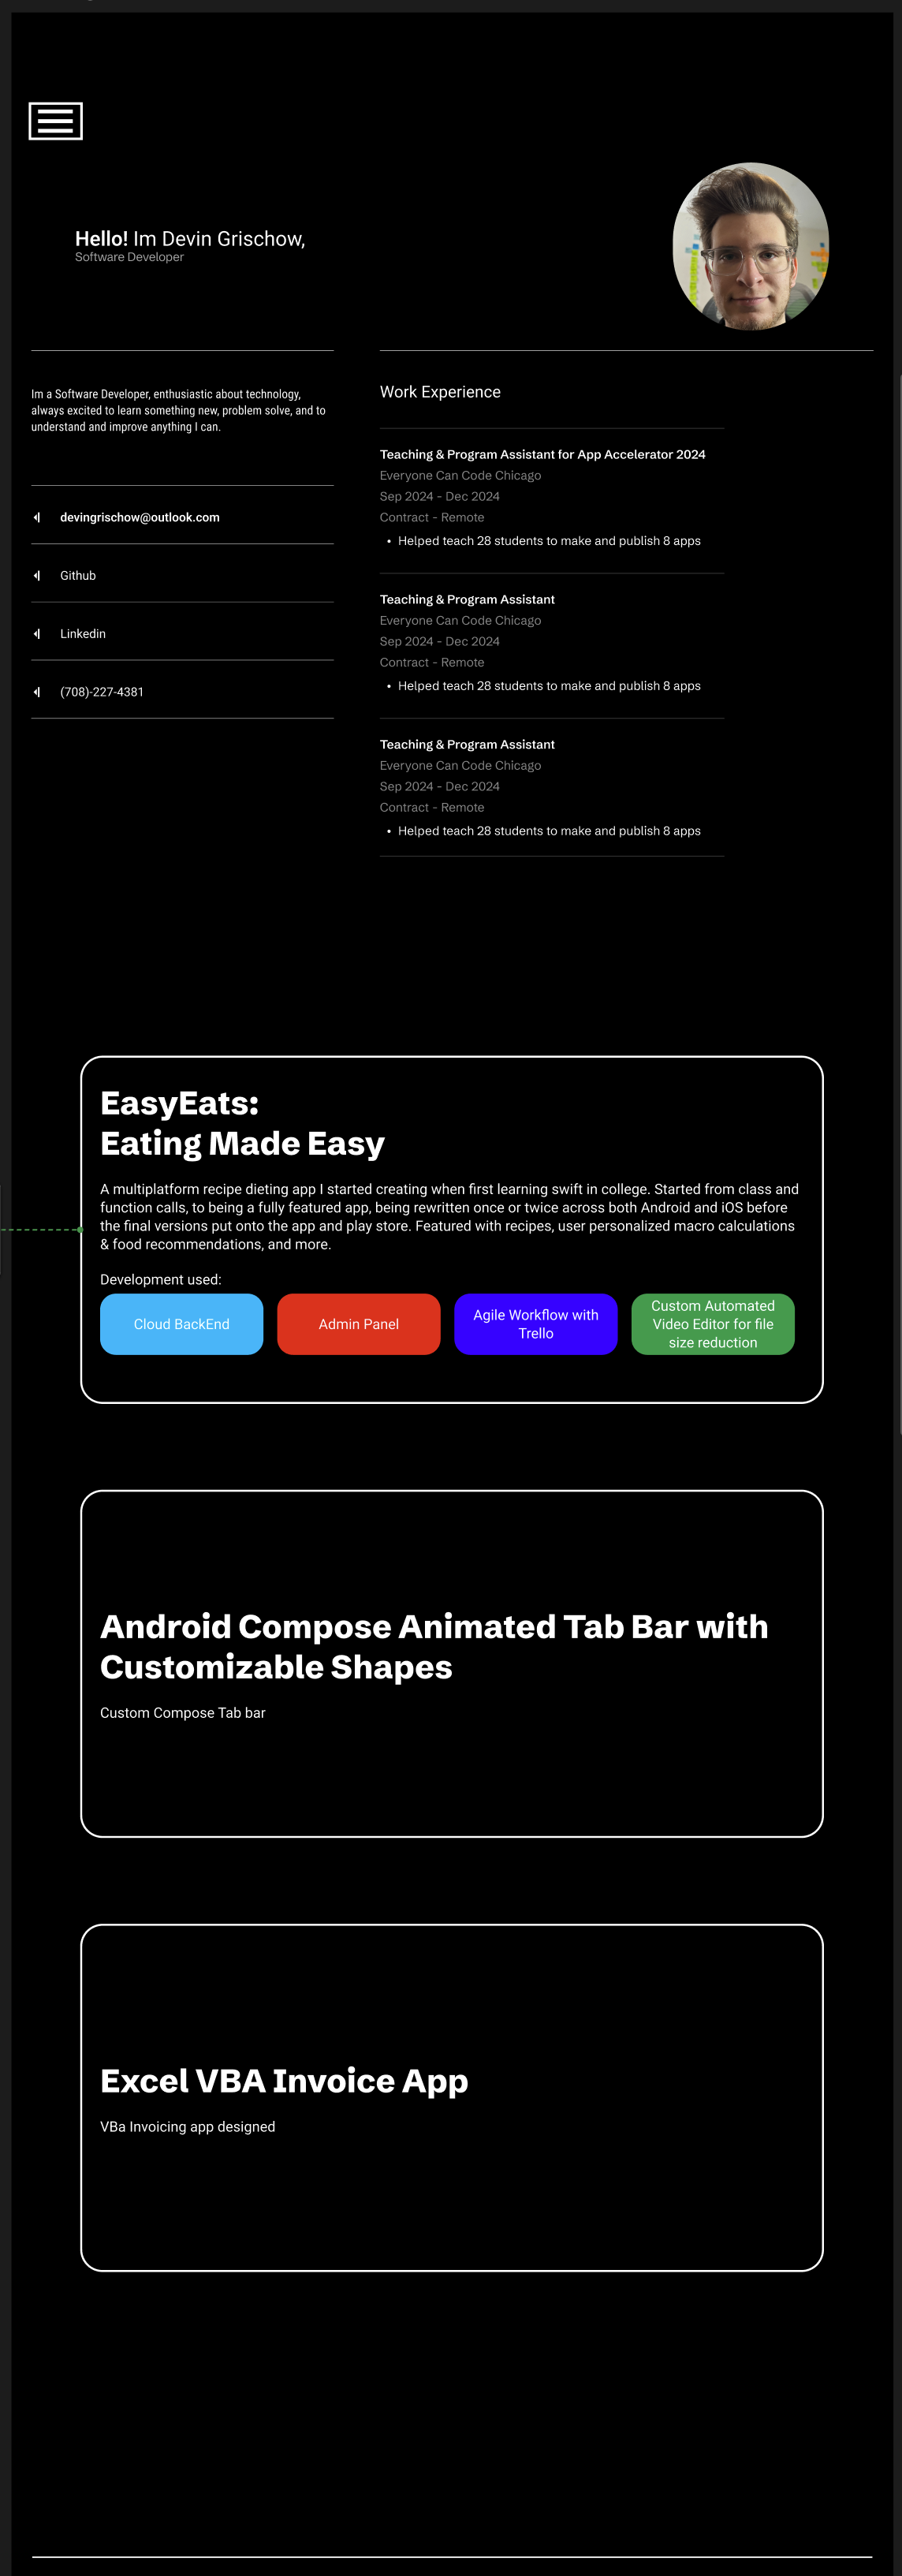 Hello! Im Devin Grischow,
Software Developer
Im a Software Developer, enthusiastic about technology,
always excited to learn something new, problem solve, and to
understand and improve anything I can.
devingrischow@outlook.com
Github
Linkedin
(708)-227-4381
Work Experience
Teaching & Program Assistant for App Accelerator 2024
Everyone Can Code Chicago
Sep 2024 - Dec 2024
Contract - Remote
• Helped teach 28 students to make and publish 8 apps
Teaching & Program Assistant
Everyone Can Code Chicago
Sep 2024 - Dec 2024
Contract - Remote
• Helped teach 28 students to make and publish 8 apps
Teaching & Program Assistant
Everyone Can Code Chicago
Sep 2024 - Dec 2024
Contract - Remote
• Helped teach 28 students to make and publish 8 apps
EasyEats:
Eating Made Easy
A multiplatform recipe dieting app I started creating when first learning swift in college. Started from class and
function calls, to being a fully featured app, being rewritten once or twice across both Android and iOS before
the final versions put onto the app and play store. Featured with recipes, user personalized macro calculations
& food recommendations, and more.
Development used:
Cloud BackEnd
Admin Panel
Agile Workflow with
Trello
Custom Automated
Video Editor for file
size reduction
Android Compose Animated Tab Bar with
Customizable Shapes
Custom Compose Tab bar
Excel VBA Invoice App
VBa Invoicing app designed